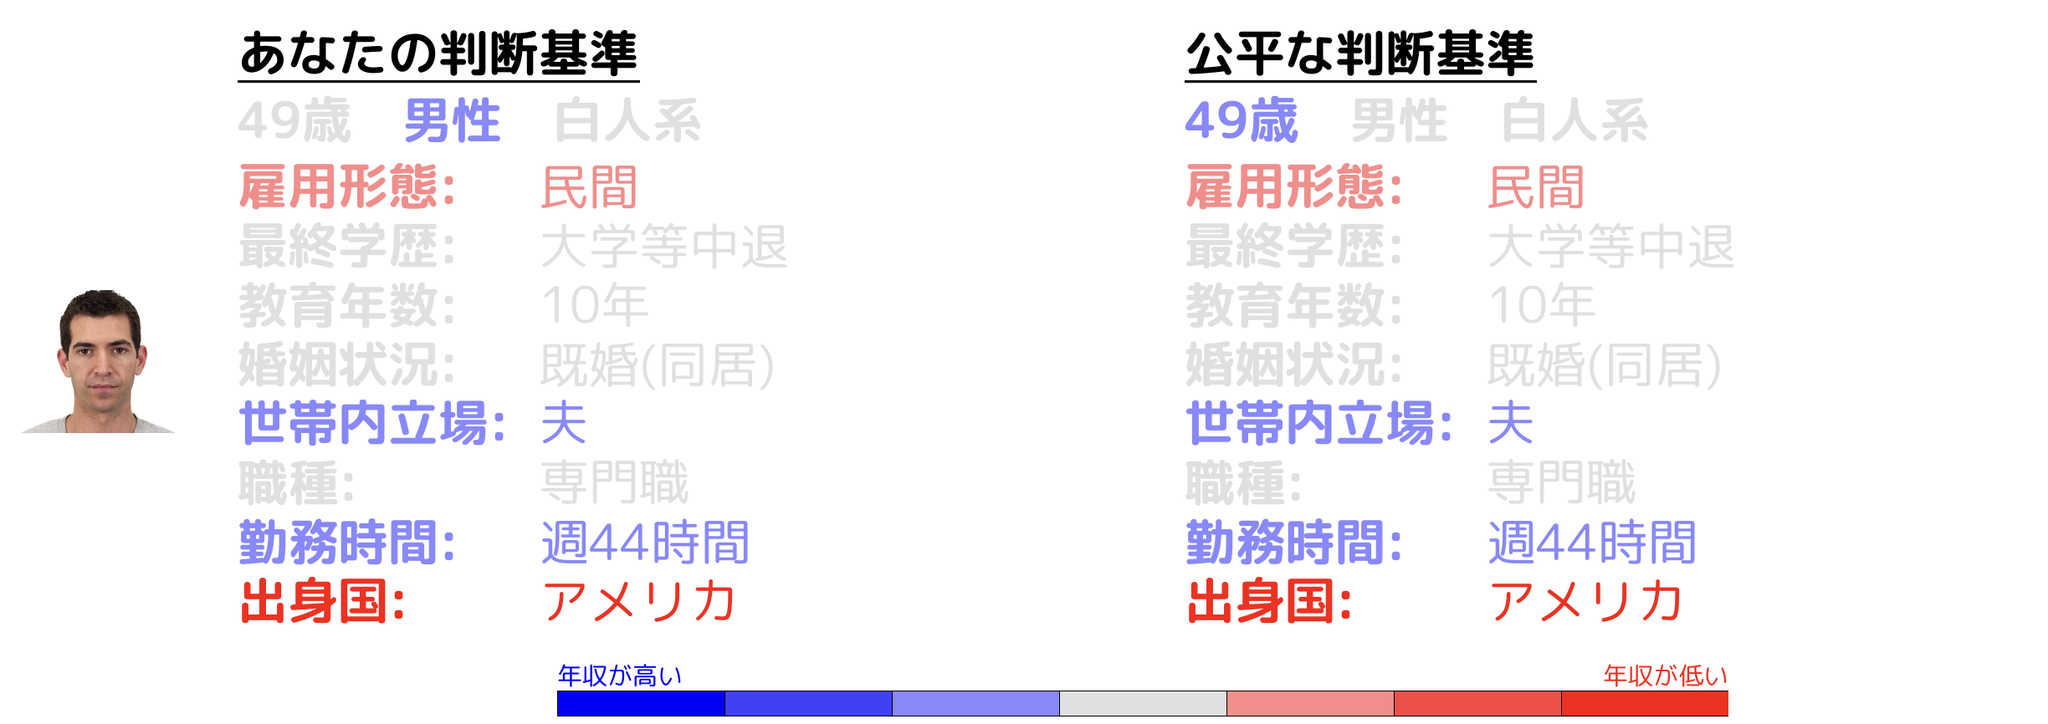 あなたの判断基準
49歳 男性 白人系
雇用形態: 民間
最終学歴: 大学等中退
教育年数: 10年
婚姻状況: 既婚(同居)
世帯内立場: 夫
職種: 専門職
勤務時間: 週44時間
出身国: アメリカ
公平な判断基準
49歳 男性 白人系
雇用形態: 民間
最終学歴: 大学等中退
教育年数: 10年
婚姻状況: 既婚(同居)
世帯内立場: 夫
職種: 専門職
勤務時間: 週44時間
出身国: アメリカ
年収が高い
年収が低い